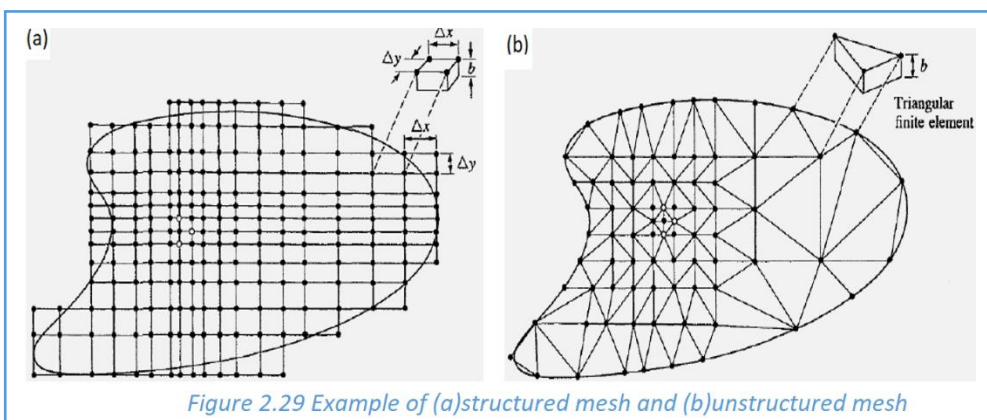 (a)
Δx
Δy
b
Δx
Δy
(b)
b
Triangular
finite element
Figure 2.29 Example of (a)structured mesh and (b)unstructured mesh